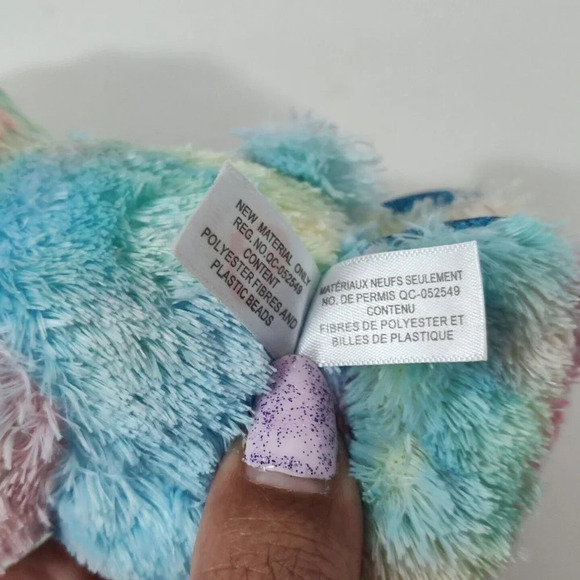 NEW MATERIAL ONLY
REG. NO.QC-052549
CONTENT
POLYESTER FIBRES AND
PLASTIC BEADS
MATÉRIAUX NEUFS SEULEMENT
NO. DE PERMIS QC-052549
CONTENU
FIBRES DE POLYESTER ET
BILLES DE PLASTIQUE